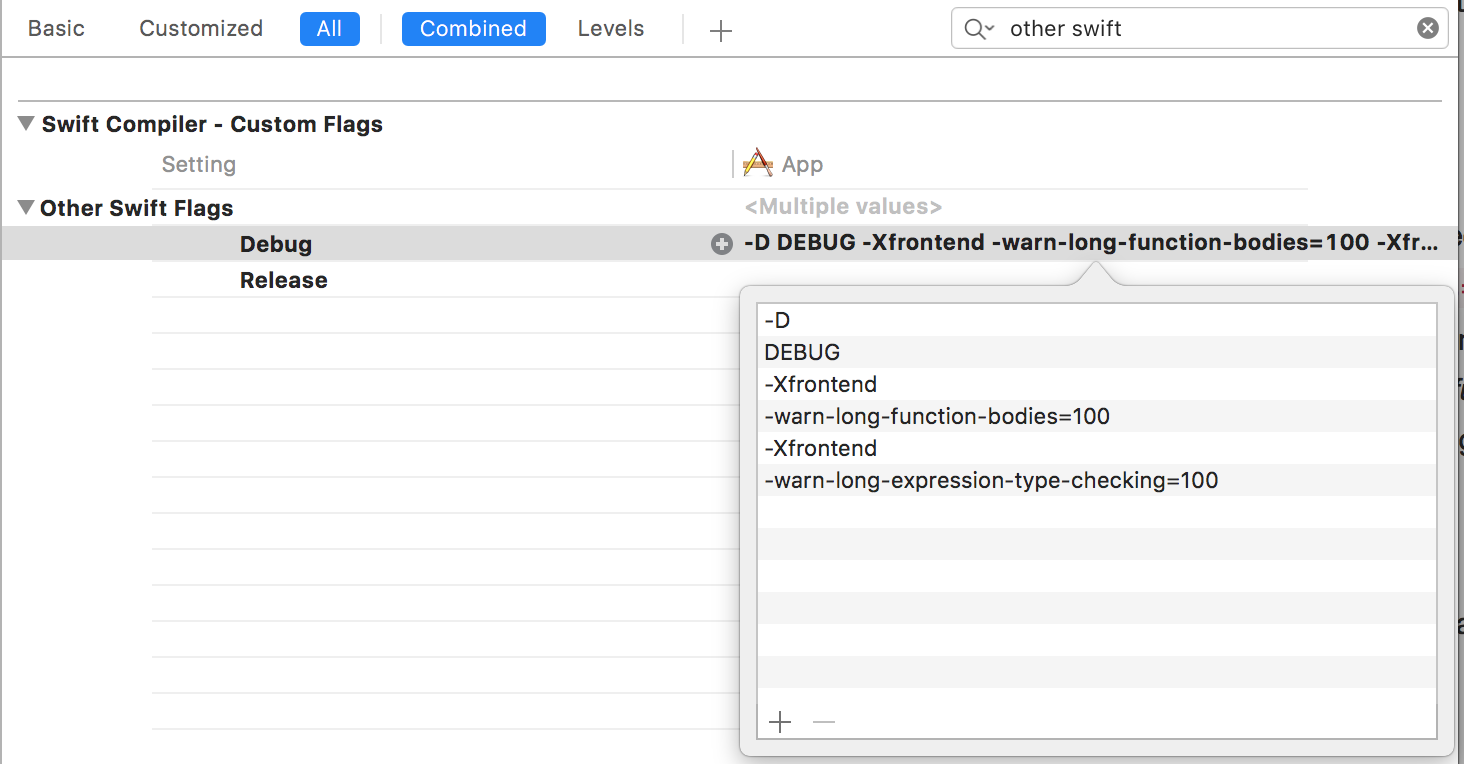 Basic Customized All Combined Levels + other swift
Swift Compiler - Custom Flags
Setting App
Other Swift Flags <Multiple values>
Debug -D DEBUG -Xfrontend -warn-long-function-bodies=100 -Xfr...
Release
-D
DEBUG
-Xfrontend
-warn-long-function-bodies=100
-Xfrontend
-warn-long-expression-type-checking=100